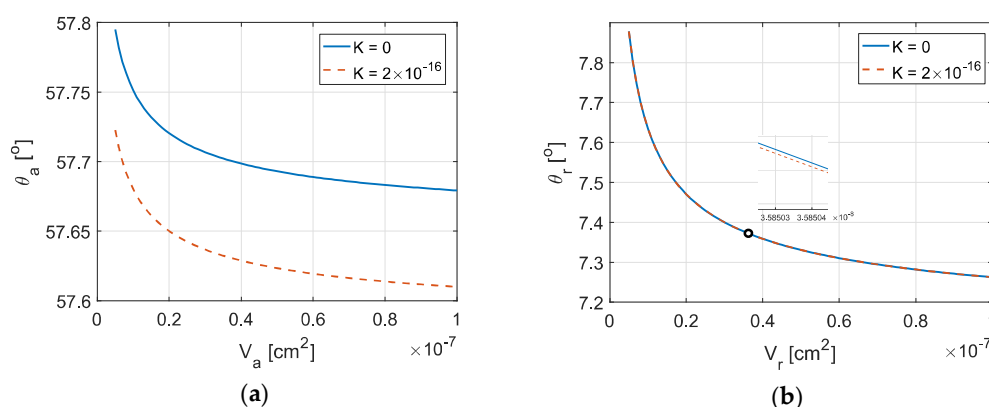 57.8
57.75
57.7
57.65
57.6
θa [o]
K = 0
K = 2×10-16
0 0.2 0.4 0.6 0.8 1
Va [cm2] ×10-7
(a)
7.8
7.7
7.6
7.5
7.4
7.3
7.2
θr [o]
K = 0
K = 2×10-16
3.58503 3.58504 ×10-8
0 0.2 0.4 0.6 0.8 1
Vr [cm2] ×10-7
(b)